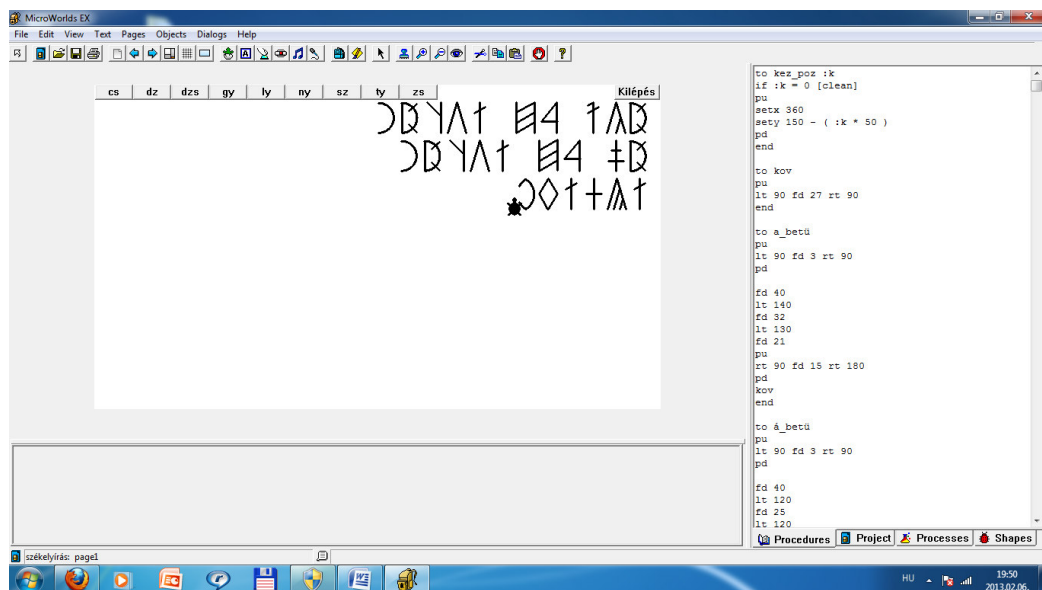 MicroWorlds EX
File Edit View Text Pages Objects Dialogs Help
cs dz dzs gy ly ny sz ty zs Kilépés
to kez_poz :k
if :k = 0 [clean]
pu
setx 360
sety 150 - ( :k * 50 )
pd
end
to kov
pu
lt 90 fd 27 rt 90
end
to a_betü
pu
lt 90 fd 3 rt 90
pd
fd 40
lt 140
fd 32
lt 130
fd 21
pu
rt 90 fd 15 rt 180
pd
kov
end
to á_betü
pu
lt 90 fd 3 rt 90
pd
fd 40
lt 120
fd 25
lt 120
Procedures Project Processes Shapes
székelyírás: page1
HU 19:50
2013.02.06.